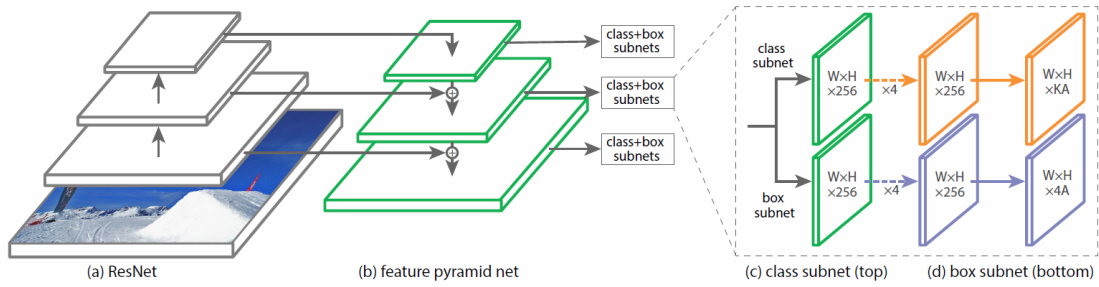 class+box
subnets
class+box
subnets
class+box
subnets
class
subnet
W×H
×256
×4
W×H
×256
W×H
×KA
box
subnet
W×H
×256
×4
W×H
×256
W×H
×4A
(a) ResNet
(b) feature pyramid net
(c) class subnet (top)
(d) box subnet (bottom)